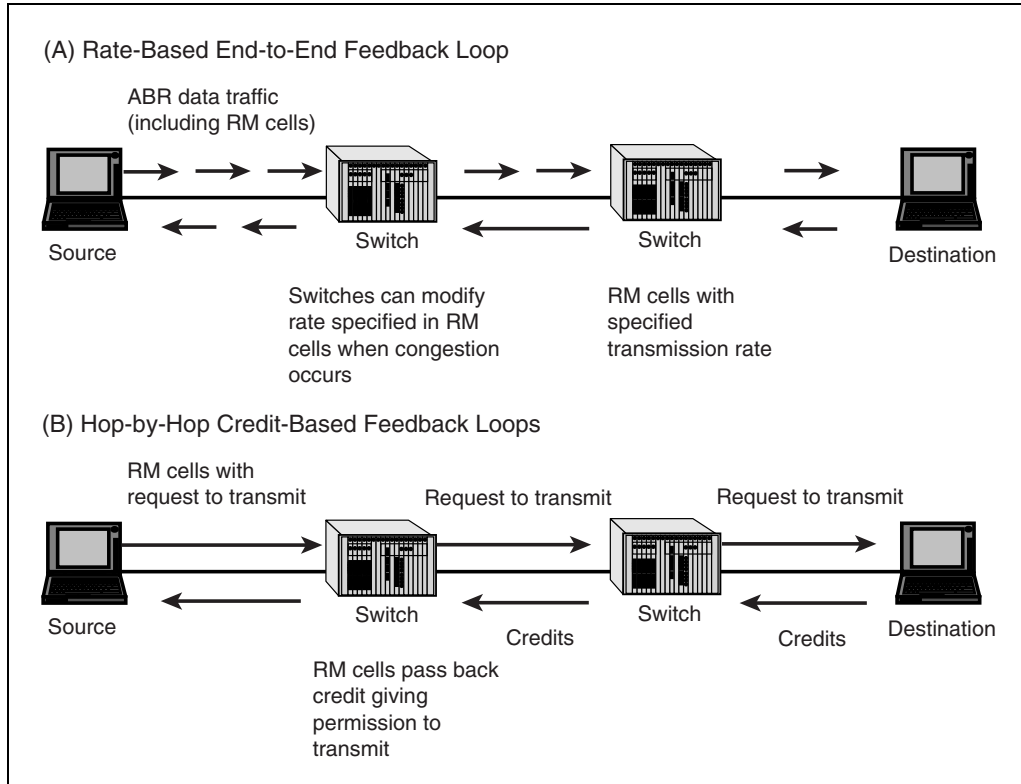 (A) Rate-Based End-to-End Feedback Loop
ABR data traffic
(including RM cells)
Source
Switch
Switch
Destination
Switches can modify
rate specified in RM
cells when congestion
occurs
RM cells with
specified
transmission rate
(B) Hop-by-Hop Credit-Based Feedback Loops
RM cells with
request to transmit
Request to transmit
Request to transmit
Source
Switch
Credits
Switch
Credits
Destination
RM cells pass back
credit giving
permission to
transmit